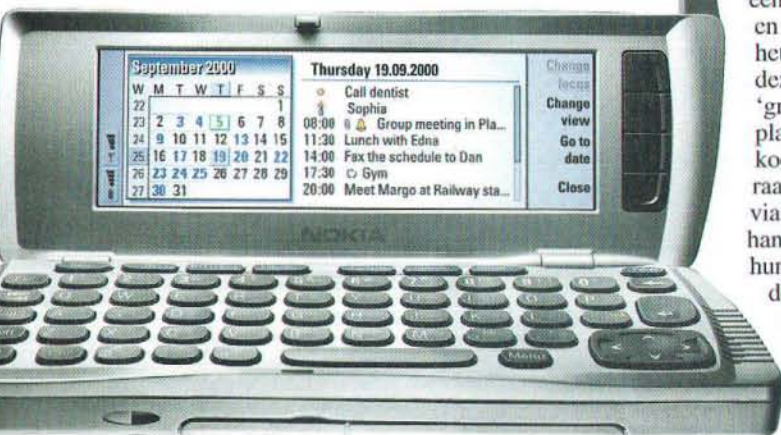 September 2000
W M T W T F S S
22 1
23 2 3 4 5 6 7 8
24 9 10 11 12 13 14 15
25 16 17 18 19 20 21 22
26 23 24 25 26 27 28 29
27 30 31
Thursday 19.09.2000
Call dentist
Sophia
08:00 Group meeting in Pla...
11:30 Lunch with Edna
14:00 Fax the schedule to Dan
17:30 Gym
20:00 Meet Margo at Railway sta...
Change
focus
Change
view
Go to
date
Close
NOKIA
Menu
een
en
het
dez
'gu
pla
ko
raa
via
han
hun
d